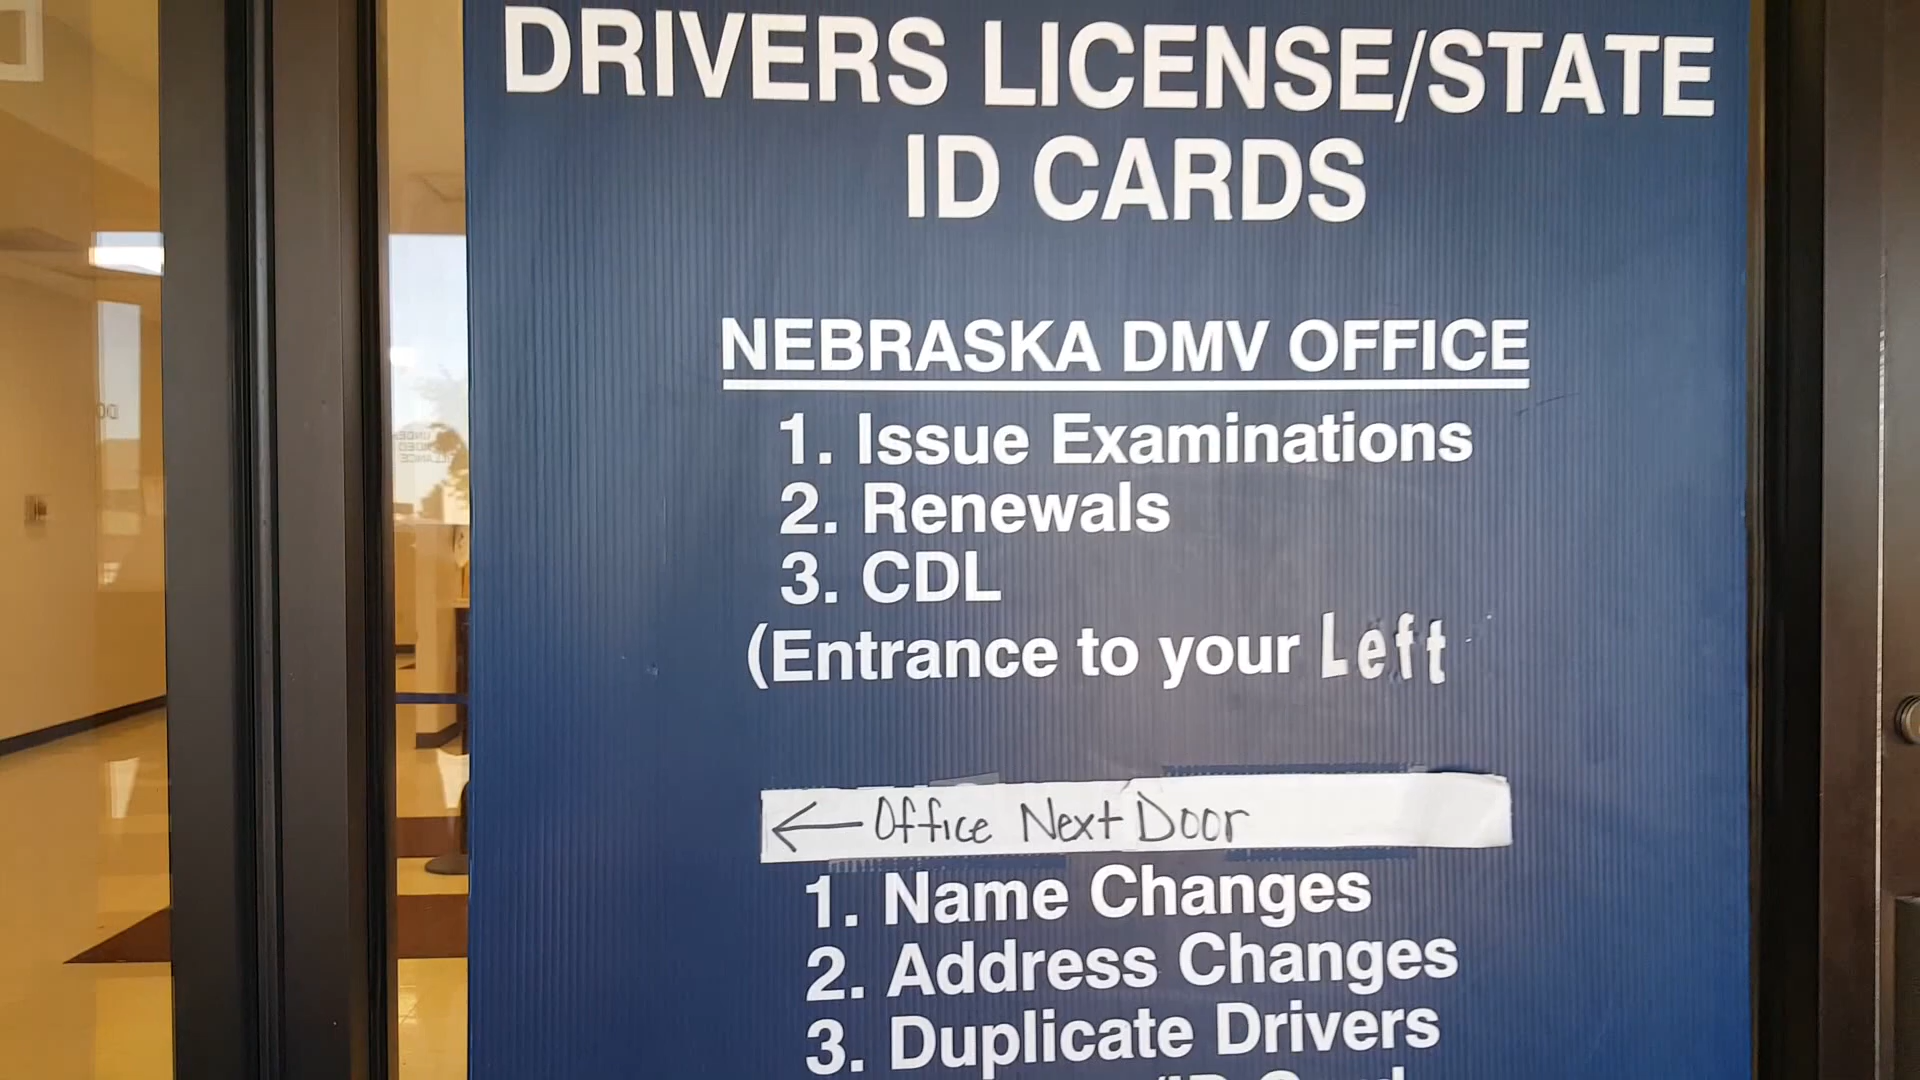 DRIVERS LICENSE/STATE
ID CARDS
NEBRASKA DMV OFFICE
1. Issue Examinations
2. Renewals
3. CDL
(Entrance to your Left
← Office Next Door
1. Name Changes
2. Address Changes
3. Duplicate Drivers